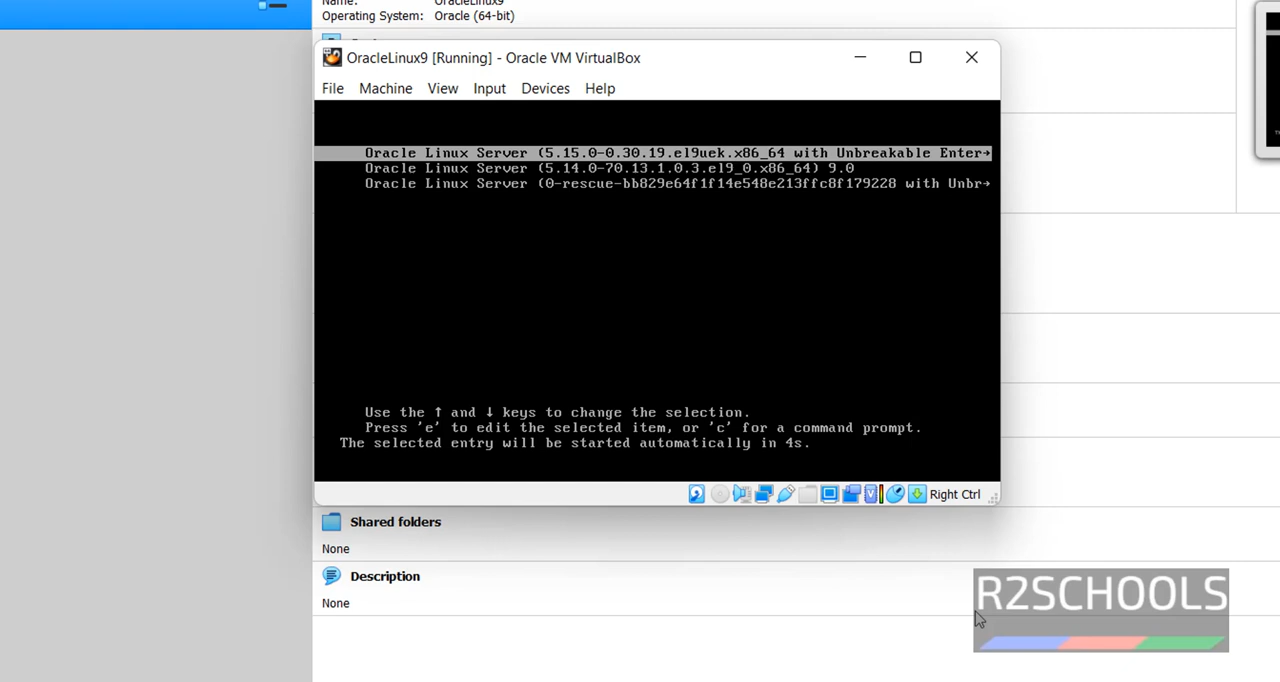 OracleLinux9
Operating System: Oracle (64-bit)
OracleLinux9 [Running] - Oracle VM VirtualBox
File Machine View Input Devices Help
Oracle Linux Server (5.15.0-0.30.19.el9uek.x86_64 with Unbreakable Enter→
Oracle Linux Server (5.14.0-70.13.1.0.3.el9_0.x86_64) 9.0
Oracle Linux Server (0-rescue-bb829e64f1f14e548e213ffc8f179228 with Unbr→
Use the ↑ and ↓ keys to change the selection.
Press 'e' to edit the selected item, or 'c' for a command prompt.
The selected entry will be started automatically in 4s.
Right Ctrl
Shared folders
None
Description
None
R2SCHOOLS